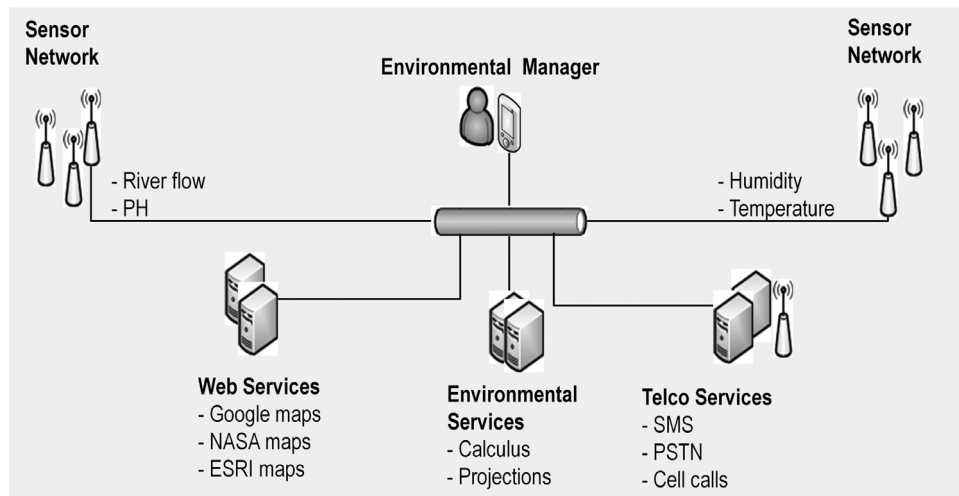 Sensor
Network
Environmental Manager
Sensor
Network
- River flow
- PH
- Humidity
- Temperature
Web Services
- Google maps
- NASA maps
- ESRI maps
Environmental
Services
- Calculus
- Projections
Telco Services
- SMS
- PSTN
- Cell calls